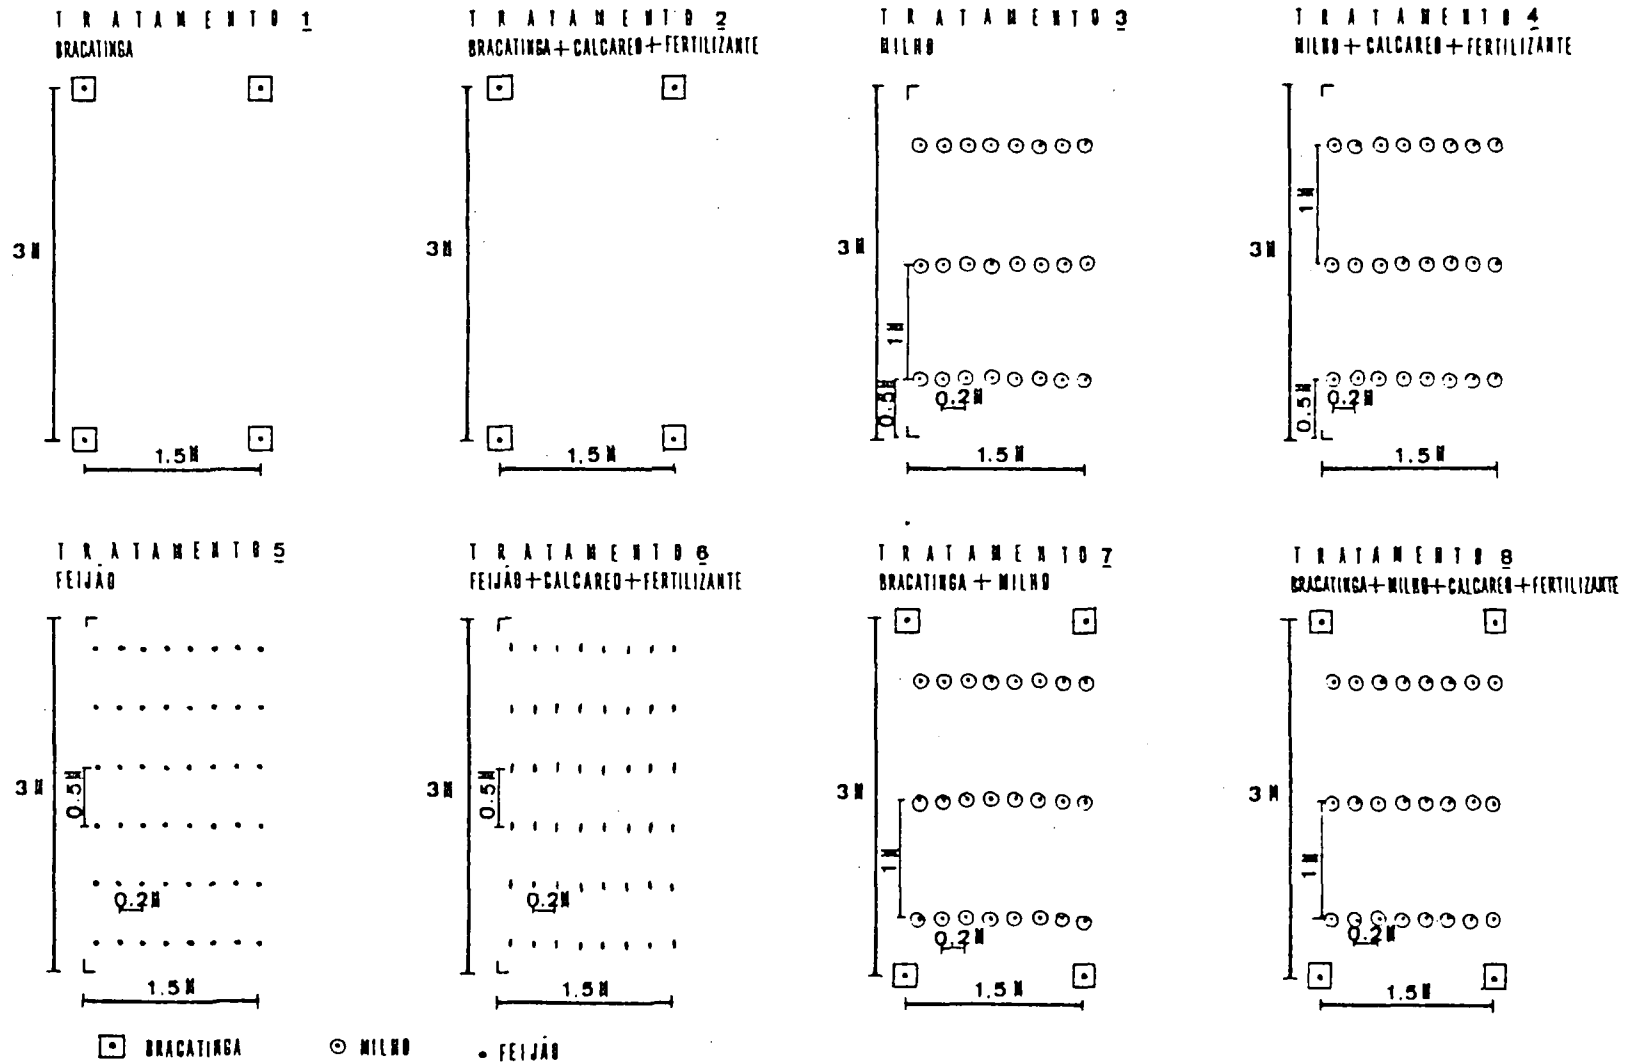 TRATAMENTO 1
BRACATINGA
3M
1.5M
TRATAMENTO 2
BRACATINGA+CALCAREO+FERTILIZANTE
3M
1.5M
TRATAMENTO 3
MILHO
3M
1M
0.5M
0.2M
1.5M
TRATAMENTO 4
MILHO+CALCAREO+FERTILIZANTE
1M
3M
0.5M
0.2M
1.5M
TRATAMENTO 5
FEIJÃO
3M
0.5M
0.2M
1.5M
TRATAMENTO 6
FEIJÃO+CALCAREO+FERTILIZANTE
3M
0.5M
0.2M
1.5M
TRATAMENTO 7
BRACATINGA+MILHO
3M
1M
0.2M
1.5M
TRATAMENTO 8
BRACATINGA+MILHO+CALCAREO+FERTILIZANTE
3M
1M
0.2M
1.5M
BRACATINGA MILHO FEIJÃO